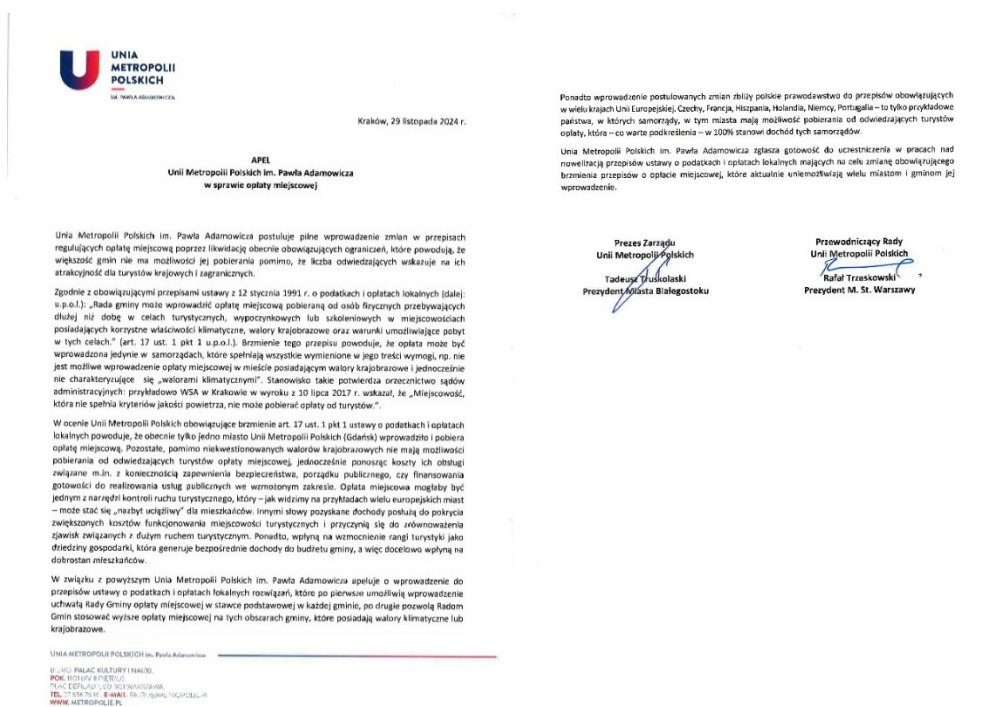 UNIA
METROPOLII
POLSKICH
IM. PAWŁA ADAMOWICZA
Kraków, 29 listopada 2024 r.
APEL
Unii Metropolii Polskich im. Pawła Adamowicza
w sprawie opłaty miejscowej
Unia Metropolii Polskich im. Pawła Adamowicza postuluje pilne wprowadzenie zmian w przepisach
regulujących opłatę miejscową poprzez likwidację obecnie obowiązujących ograniczeń, które powodują, że
większość gmin nie ma możliwości jej pobierania pomimo, że liczba odwiedzających wskazuje na ich
atrakcyjność dla turystów krajowych i zagranicznych.
Zgodnie z obowiązującymi przepisami ustawy z 12 stycznia 1991 r. o podatkach i opłatach lokalnych (dalej:
u.p.o.l.): „Rada gminy może wprowadzić opłatę miejscową pobieraną od osób fizycznych przebywających
dłużej niż dobę w celach turystycznych, wypoczynkowych lub szkoleniowych w miejscowościach
posiadających korzystne właściwości klimatyczne, walory krajobrazowe oraz warunki umożliwiające pobyt
w tych celach.” (art. 17 ust. 1 pkt 1 u.p.o.l.). Brzmienie tego przepisu powoduje, że opłata może być
wprowadzona jedynie w samorządach, które spełniają wszystkie wymienione w jego treści wymogi, np. nie
jest możliwe wprowadzenie opłaty miejscowej w mieście posiadającym walory krajobrazowe i jednocześnie
nie charakteryzujące się „walorami klimatycznymi”. Stanowisko takie potwierdza orzecznictwo sądów
administracyjnych: przykładowo WSA w Krakowie w wyroku z 10 lipca 2017 r. wskazał, że „Miejscowość,
która nie spełnia kryteriów jakości powietrza, nie może pobierać opłaty od turystów.”.
W ocenie Unii Metropolii Polskich obowiązujące brzmienie art. 17 ust. 1 pkt 1 ustawy o podatkach i opłatach
lokalnych powoduje, że obecnie tylko jedno miasto Unii Metropolii Polskich (Gdańsk) wprowadziło i pobiera
opłatę miejscową. Pozostałe, pomimo niekwestionowanych walorów krajobrazowych nie mają możliwości
pobierania od odwiedzających turystów opłaty miejscowej, jednocześnie ponosząc koszty ich obsługi
związane m.in. z koniecznością zapewnienia bezpieczeństwa, porządku publicznego, czy finansowania
gotowości do realizowania usług publicznych we wzmożonym zakresie. Opłata miejscowa mogłaby być
jednym z narzędzi kontroli ruchu turystycznego, który – jak widzimy na przykładach wielu europejskich miast
– może stać się „nazbyt uciążliwy” dla mieszkańców. Innymi słowy pozyskane dochody posłużą do pokrycia
zwiększonych kosztów funkcjonowania miejscowości turystycznych i przyczynią się do zrównoważenia
zjawisk związanych z dużym ruchem turystycznym. Ponadto, wpłyną na wzmocnienie rangi turystyki jako
dziedziny gospodarki, która generuje bezpośrednie dochody do budżetu gminy, a więc docelowo wpłyną na
dobrostan mieszkańców.
W związku z powyższym Unia Metropolii Polskich im. Pawła Adamowicza apeluje o wprowadzenie do
przepisów ustawy o podatkach i opłatach lokalnych rozwiązań, które po pierwsze umożliwią wprowadzenie
uchwałą Rady Gminy opłaty miejscowej w stawce podstawowej w każdej gminie, po drugie pozwolą Radom
Gmin stosować wyższe opłaty miejscowej na tych obszarach gminy, które posiadają walory klimatyczne lub
krajobrazowe.
UNIA METROPOLII POLSKICH im. Pawła Adamowicza
PAŁAC KULTURY I NAUKI,
POK.
TEL. E-MAIL:
WWW. METROPOLIE.PL
Ponadto wprowadzenie postulowanych zmian zbliży polskie prawodawstwo do przepisów obowiązujących
w wielu krajach Unii Europejskiej. Czechy, Francja, Hiszpania, Holandia, Niemcy, Portugalia – to tylko przykładowe
państwa, w których samorządy, w tym miasta mają możliwość pobierania od odwiedzających turystów
opłaty, która – co warte podkreślenia – w 100% stanowi dochód tych samorządów.
Unia Metropolii Polskich im. Pawła Adamowicza zgłasza gotowość do uczestniczenia w pracach nad
nowelizacją przepisów ustawy o podatkach i opłatach lokalnych mających na celu zmianę obowiązującego
brzmienia przepisów o opłacie miejscowej, które aktualnie uniemożliwiają wielu miastom i gminom jej
wprowadzenie.
Prezes Zarządu
Unii Metropolii Polskich
Tadeusz Truskolaski
Prezydent Miasta Białegostoku
Przewodniczący Rady
Unii Metropolii Polskich
Rafał Trzaskowski
Prezydent M. St. Warszawy